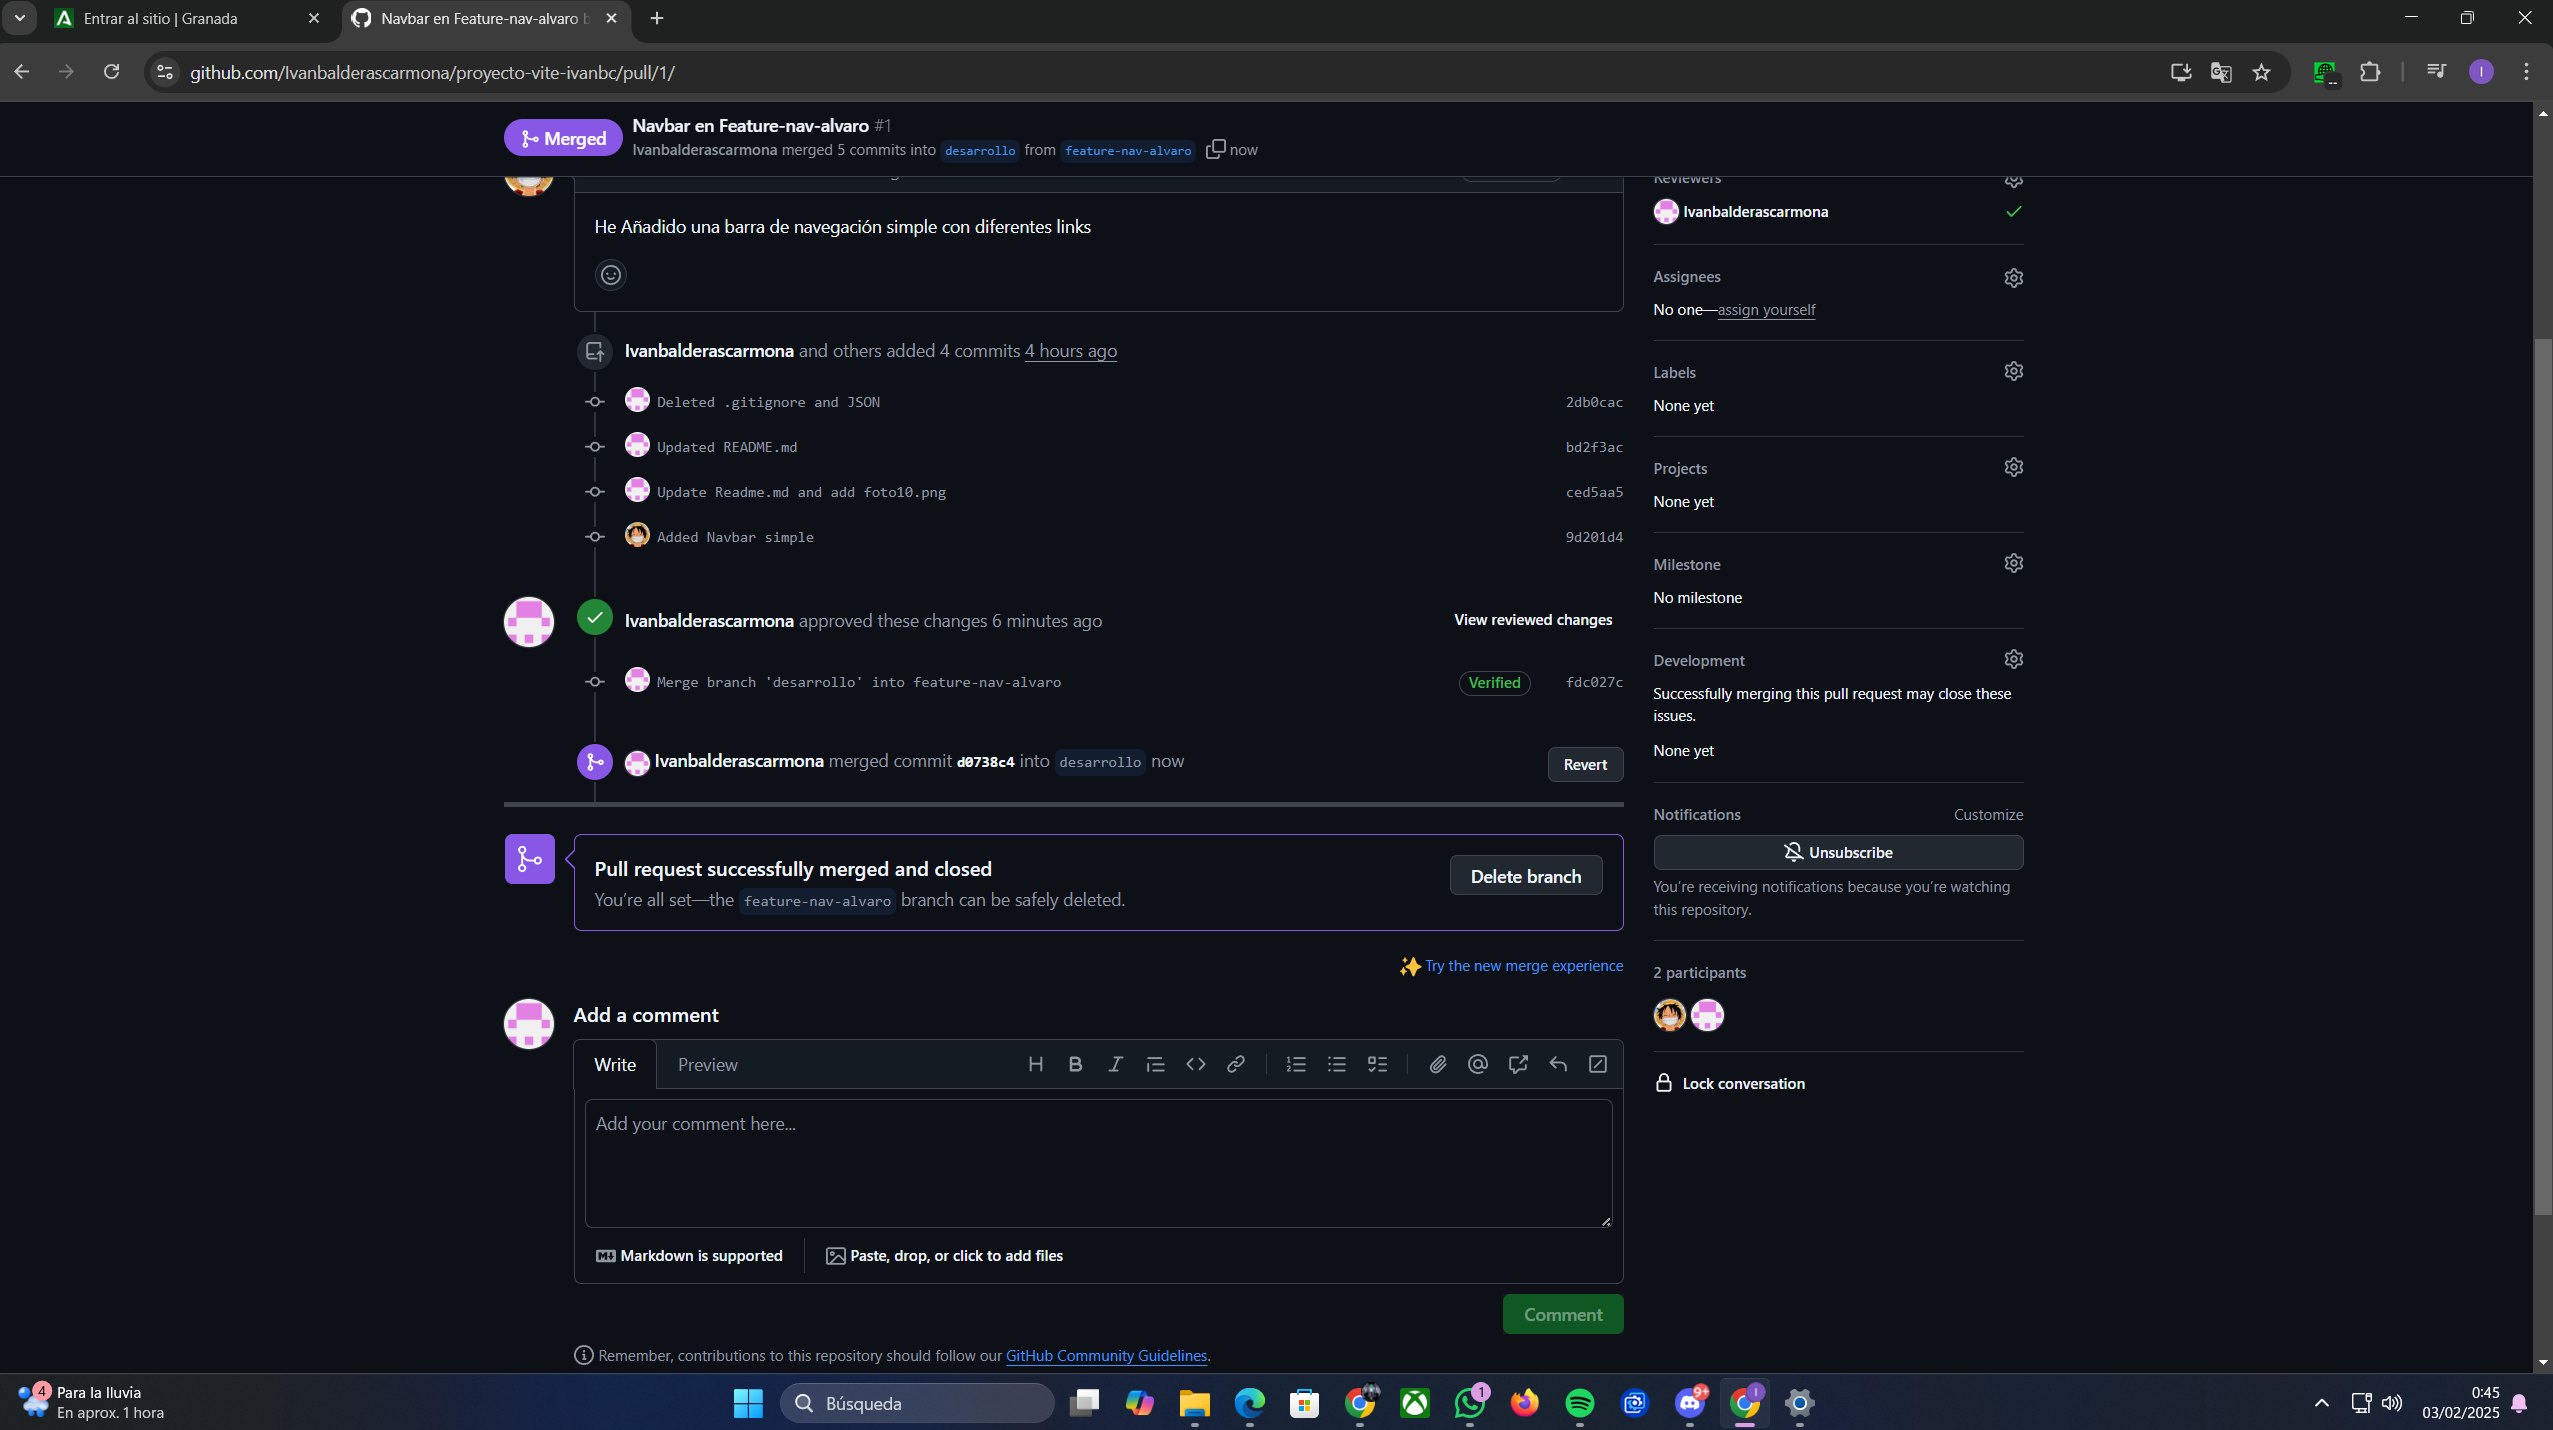 Entrar al sitio | Granada
Navbar en Feature-nav-alvaro
github.com/Ivanbalderascarmona/proyecto-vite-ivanbc/pull/1/
I
Merged
Navbar en Feature-nav-alvaro #1
Ivanbalderascarmona merged 5 commits into desarrollo from feature-nav-alvaro now
He Añadido una barra de navegación simple con diferentes links
Ivanbalderascarmona and others added 4 commits 4 hours ago
Deleted .gitignore and JSON 2db0cac
Updated README.md bd2f3ac
Update Readme.md and add foto10.png ced5aa5
Added Navbar simple 9d201d4
Ivanbalderascarmona approved these changes 6 minutes ago View reviewed changes
Merge branch 'desarrollo' into feature-nav-alvaro Verified fdc027c
Ivanbalderascarmona merged commit d0738c4 into desarrollo now Revert
Pull request successfully merged and closed
You're all set—the feature-nav-alvaro branch can be safely deleted.
Delete branch
Try the new merge experience
Add a comment
Write Preview
Add your comment here...
Markdown is supported Paste, drop, or click to add files
Comment
Remember, contributions to this repository should follow our GitHub Community Guidelines.
Reviewers
Ivanbalderascarmona
Assignees
No one—assign yourself
Labels
None yet
Projects
None yet
Milestone
No milestone
Development
Successfully merging this pull request may close these
issues.
None yet
Notifications Customize
Unsubscribe
You're receiving notifications because you're watching
this repository.
2 participants
Lock conversation
4
Para la lluvia
En aprox. 1 hora
Búsqueda
1
9+
0:45
03/02/2025